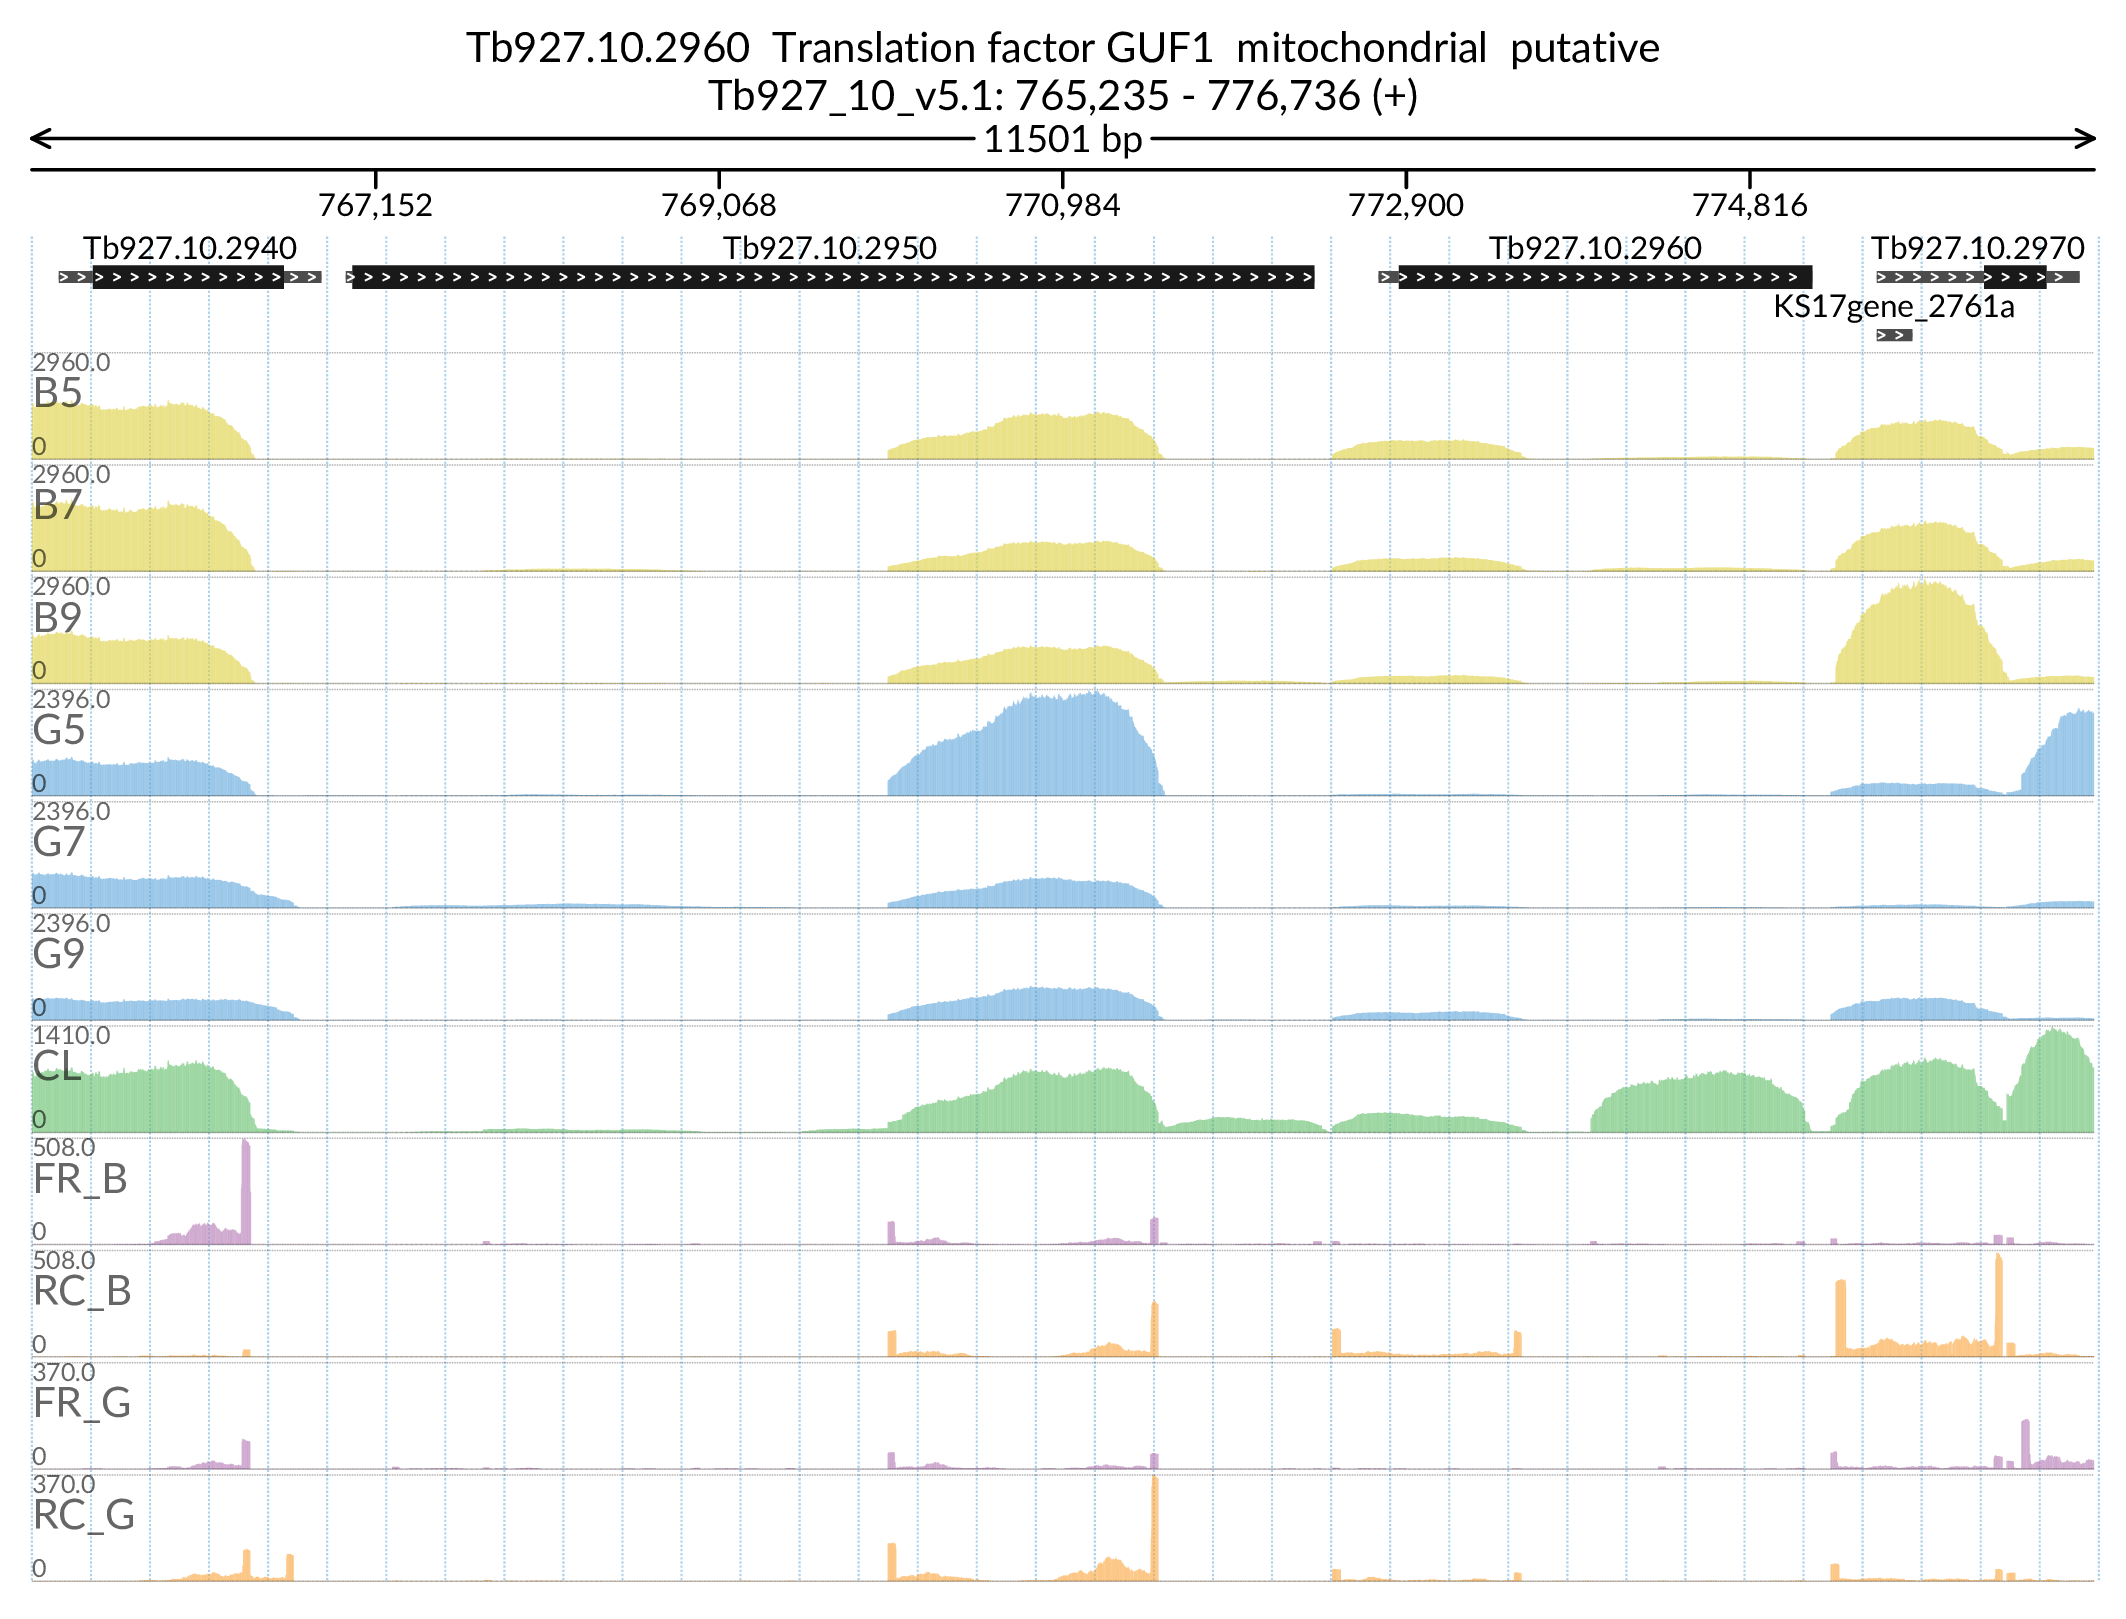 Tb927.10.2960  Translation factor GUF1  mitochondrial  putative
Tb927_10_v5.1: 765,235 - 776,736 (+)
11501 bp
767,152 769,068 770,984 772,900 774,816
Tb927.10.2940 Tb927.10.2950 Tb927.10.2960 Tb927.10.2970
KS17gene_2761a
2960.0
B5
0
2960.0
B7
0
2960.0
B9
0
2396.0
G5
0
2396.0
G7
0
2396.0
G9
0
1410.0
CL
0
508.0
FR_B
0
508.0
RC_B
0
370.0
FR_G
0
370.0
RC_G
0